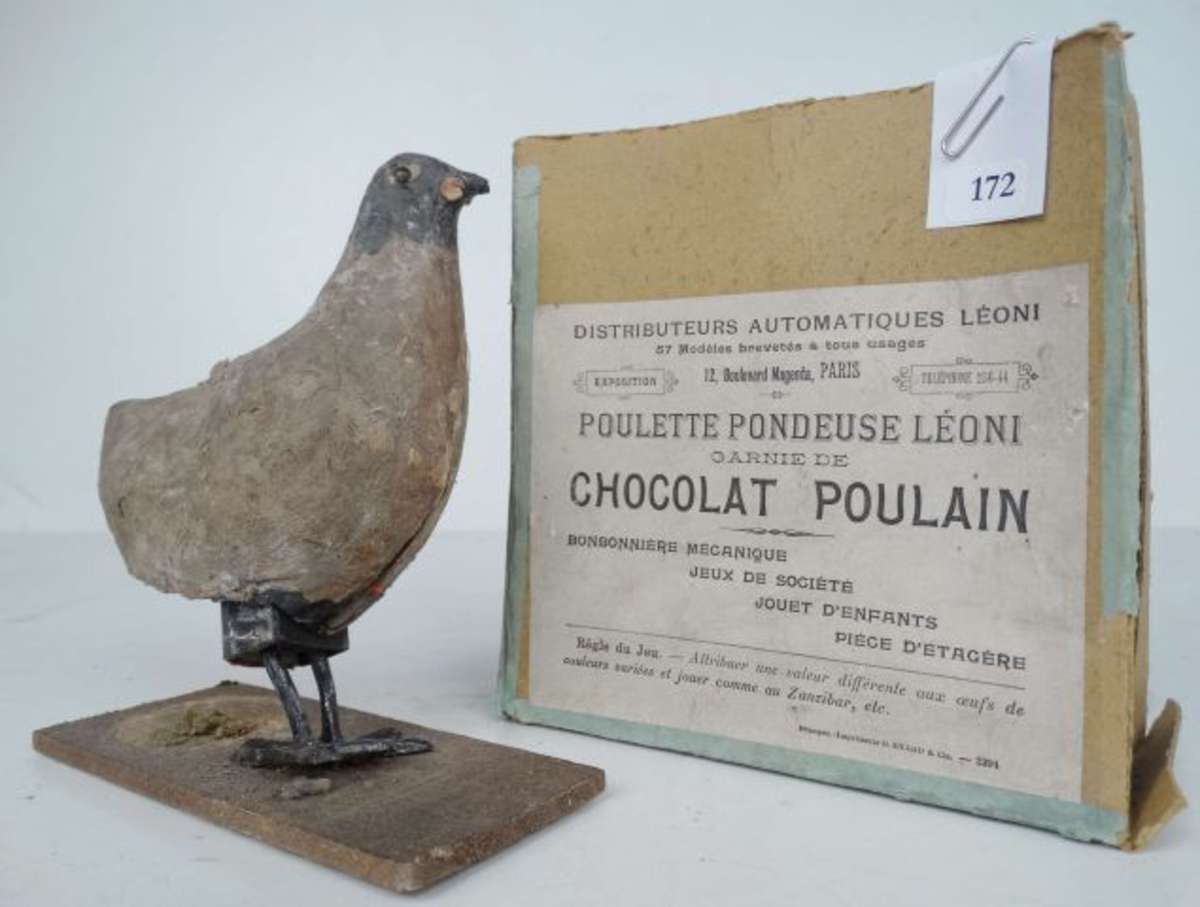 172
DISTRIBUTEURS AUTOMATIQUES LÉONI
57 Modèles brevetés à tous usages
EXPOSITION
12, Boulevard Magenta, PARIS
TÉLÉPHONE
POULETTE PONDEUSE LÉONI
GARNIE DE
CHOCOLAT POULAIN
BONBONNIÈRE MÉCANIQUE
JEUX DE SOCIÉTÉ
JOUET D'ENFANTS
PIÈCE D'ÉTAGÈRE
Règle du Jeu. — Attribuer une valeur différente aux œufs de
couleurs variées et jouer comme au Zanzibar, etc.
& Cie. — 2394